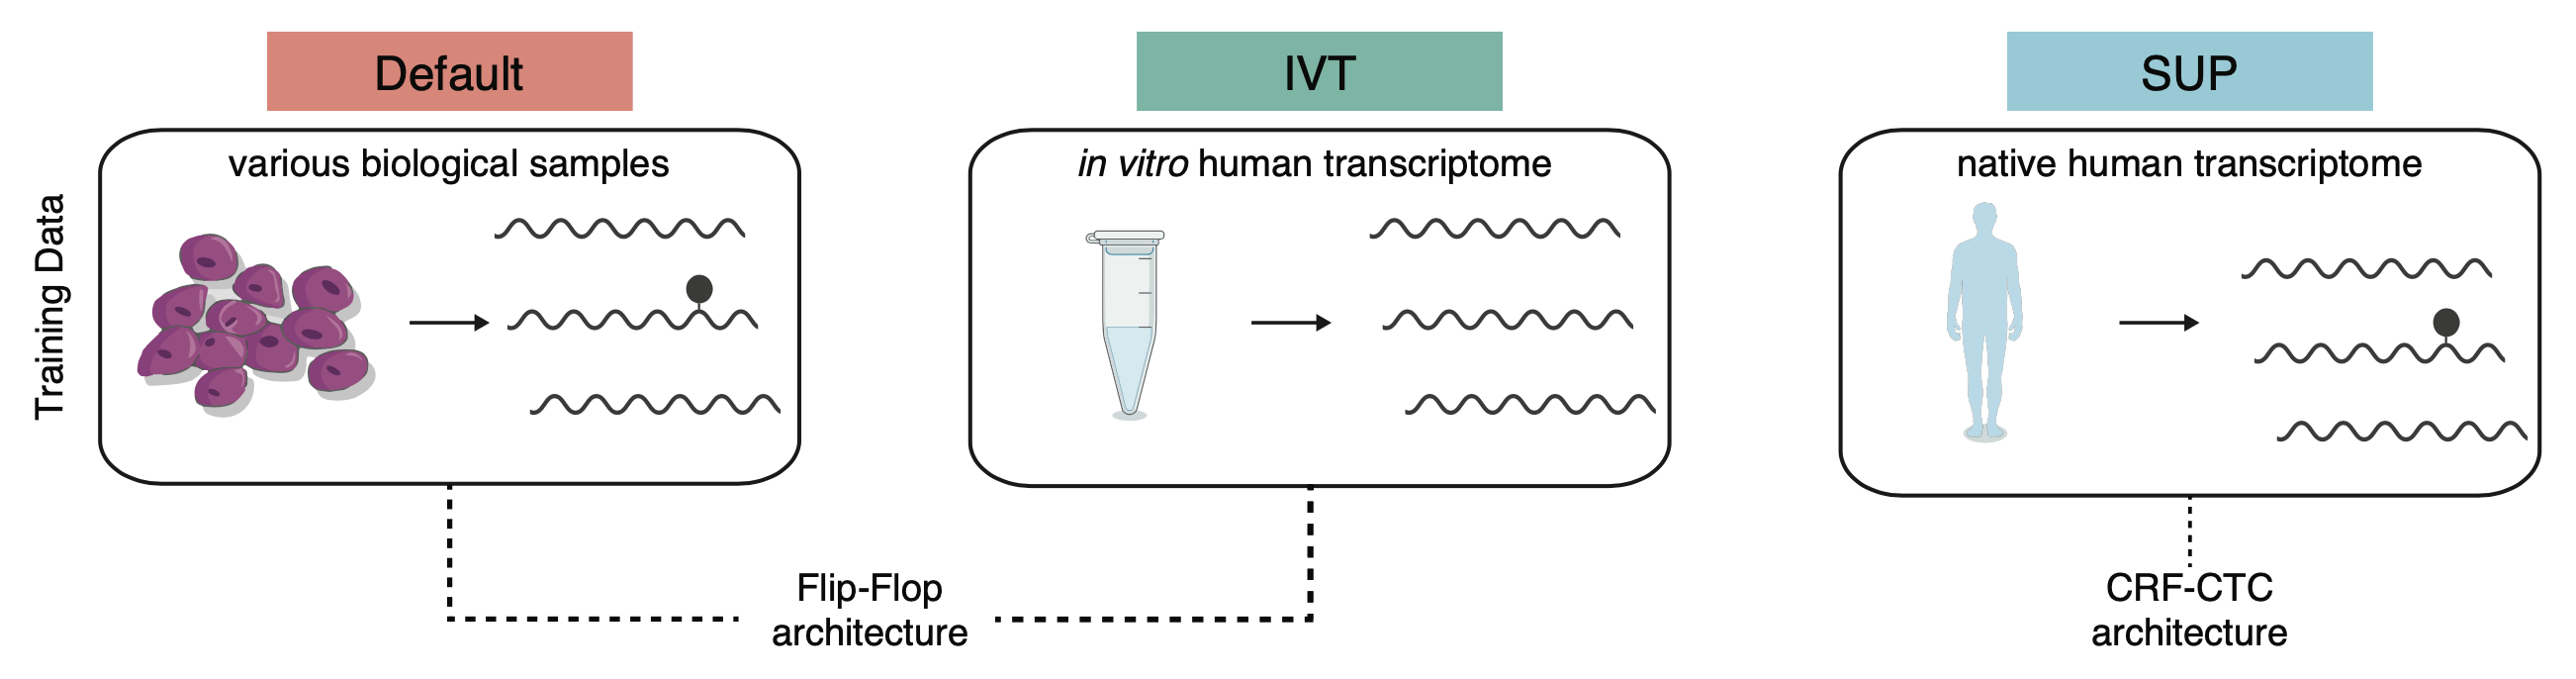 Default
IVT
SUP
Training Data
various biological samples
in vitro human transcriptome
native human transcriptome
Flip-Flop
architecture
CRF-CTC
architecture